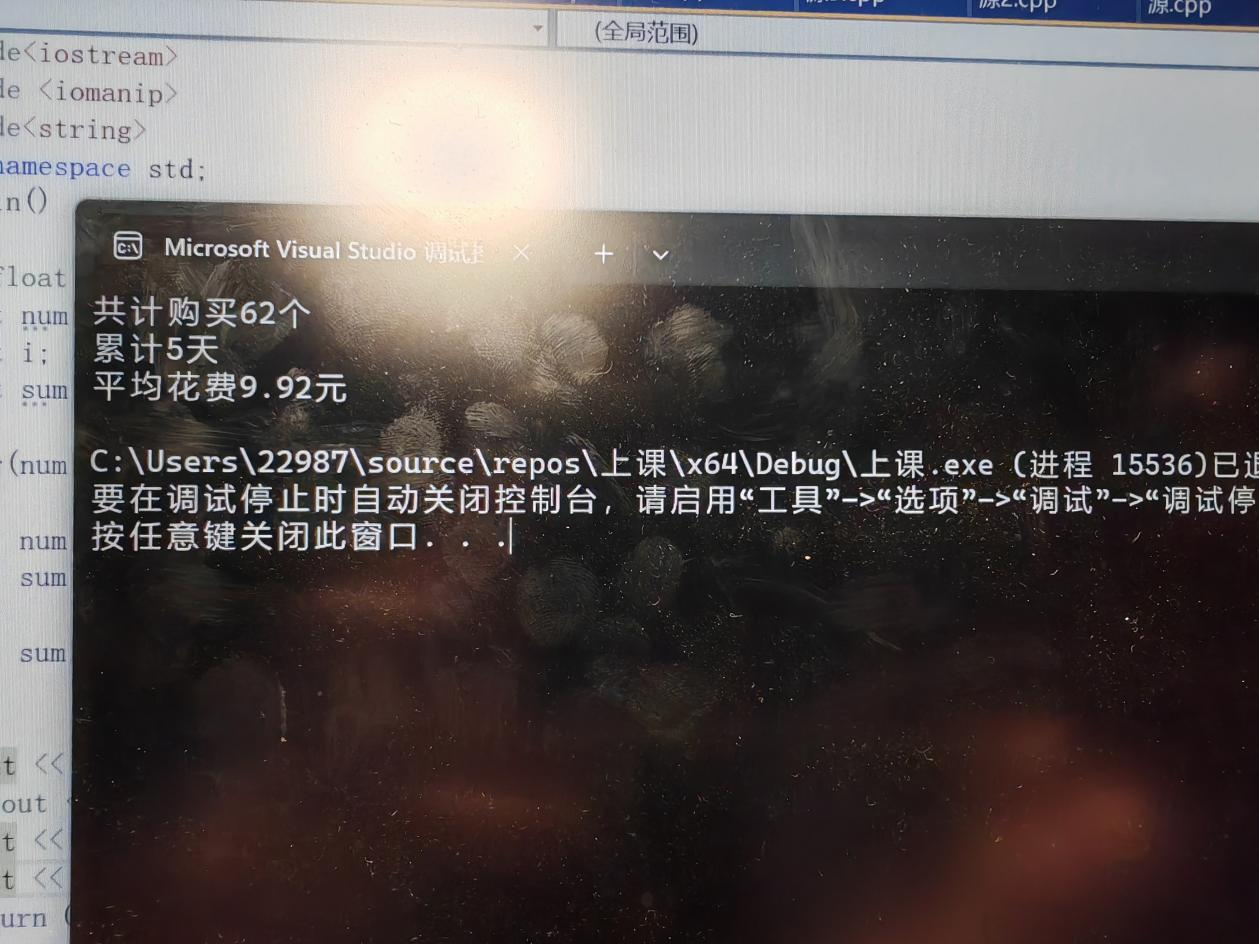 源2.cpp
源.cpp
(全局范围)
de<iostream>
de <iomanip>
de<string>
namespace std;
in()
float
num
i;
sum
(num
num
sum
sum
t <<
out
t <<
t <<
urn (
Microsoft Visual Studio 调试
共计购买62个
累计5天
平均花费9.92元
C:\Users\22987\source\repos\上课\x64\Debug\上课.exe (进程 15536)已退
要在调试停止时自动关闭控制台，请启用“工具”->“选项”->“调试”->“调试停
按任意键关闭此窗口. . .